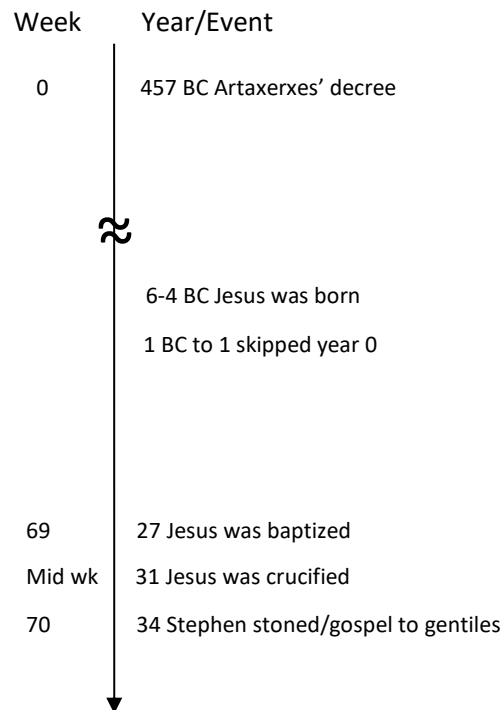 Week Year/Event
0 457 BC Artaxerxes’ decree
6-4 BC Jesus was born
1 BC to 1 skipped year 0
69 27 Jesus was baptized
Mid wk 31 Jesus was crucified
70 34 Stephen stoned/gospel to gentiles